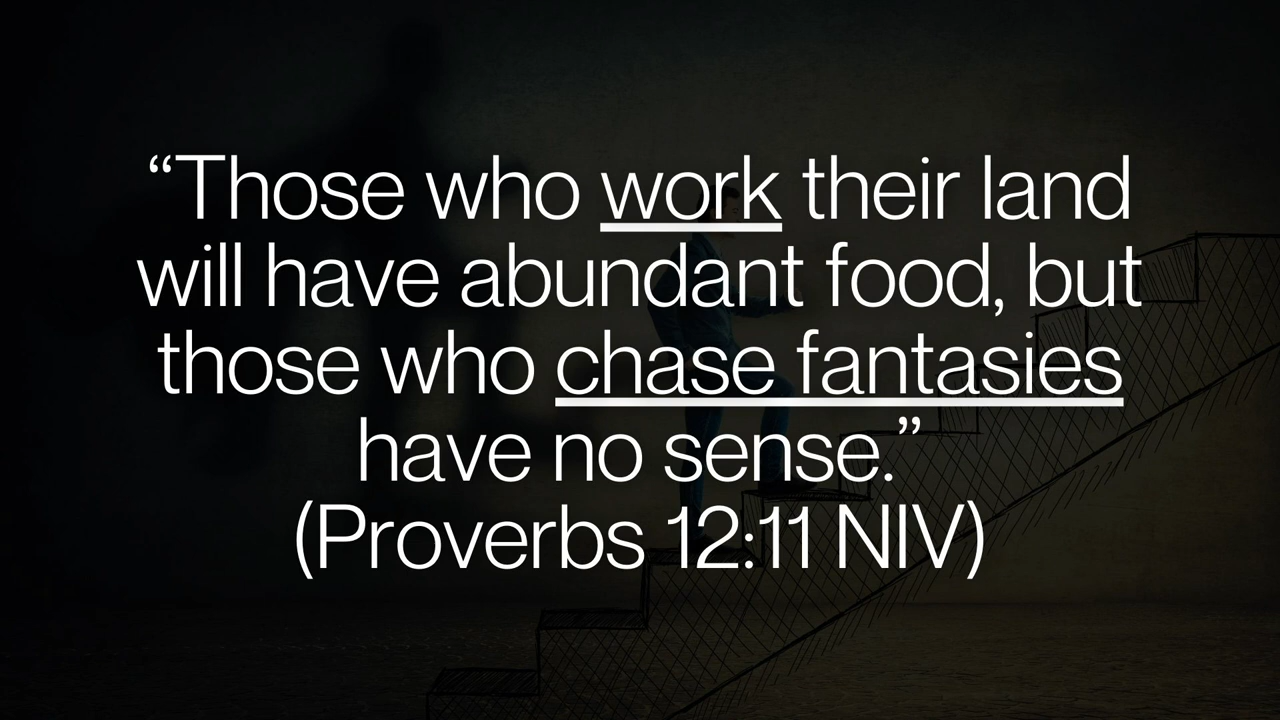 “Those who work their land
will have abundant food, but
those who chase fantasies
have no sense.”
(Proverbs 12:11 NIV)